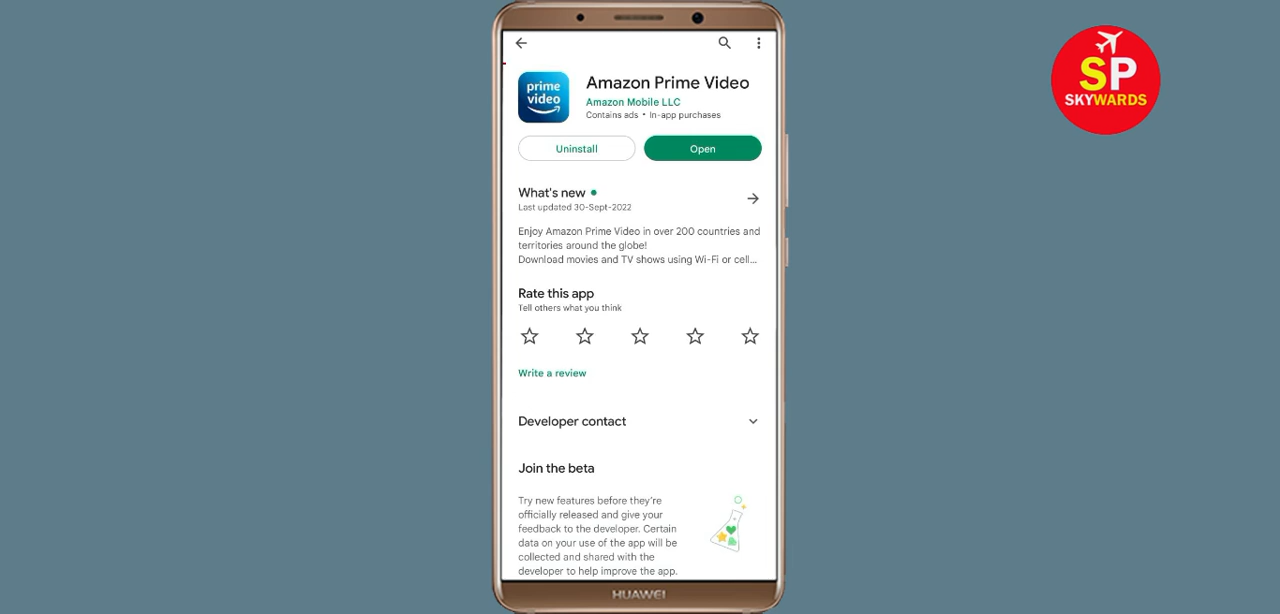 SP
SKYWARDS
prime
video
Amazon Prime Video
Amazon Mobile LLC
Contains ads • In-app purchases
Uninstall
Open
What's new
Last updated 30-Sept-2022
Enjoy Amazon Prime Video in over 200 countries and
territories around the globe!
Download movies and TV shows using Wi-Fi or cell...
Rate this app
Tell others what you think
Write a review
Developer contact
Join the beta
Try new features before they're
officially released and give your
feedback to the developer. Certain
data on your use of the app will be
collected and shared with the
developer to help improve the app.
HUAWEI